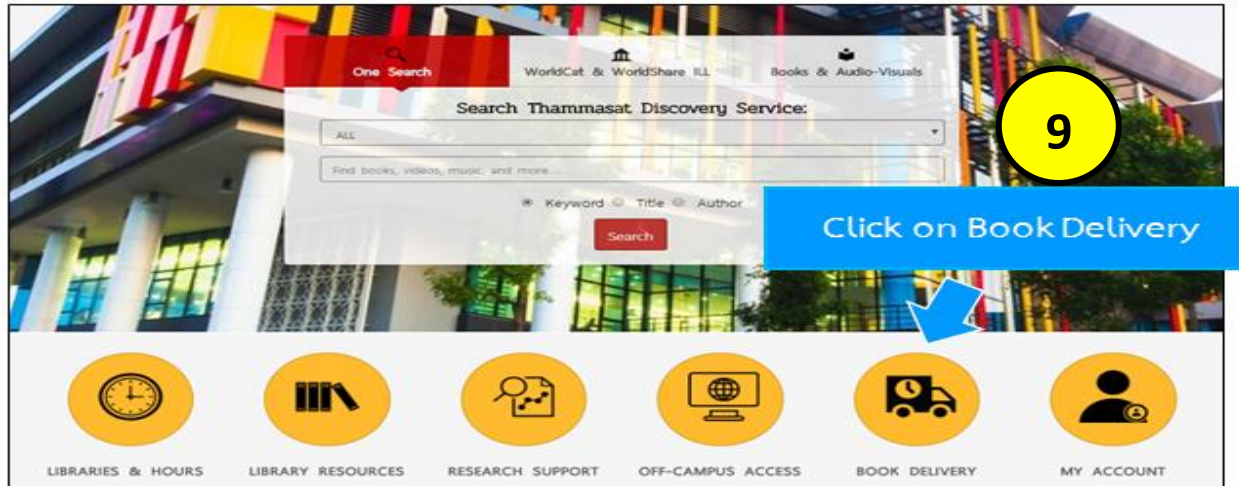 One Search
WorldCat & WorldShare ILL
Books & Audio-Visuals
Search Thammasat Discovery Service:
ALL
Find books, videos, music, and more...
Keyword Title Author
Search
9
Click on Book Delivery
LIBRARIES & HOURS
LIBRARY RESOURCES
RESEARCH SUPPORT
OFF-CAMPUS ACCESS
BOOK DELIVERY
MY ACCOUNT